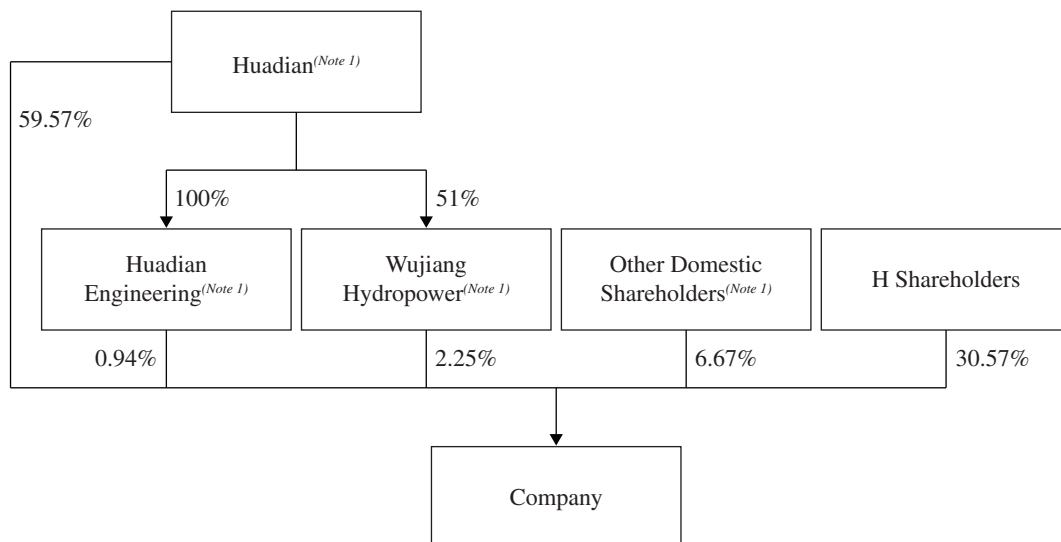 Huadian(Note 1)
59.57%
100%
51%
Huadian
Engineering(Note 1)
Wujiang
Hydropower(Note 1)
Other Domestic
Shareholders(Note 1)
H Shareholders
0.94%
2.25%
6.67%
30.57%
Company